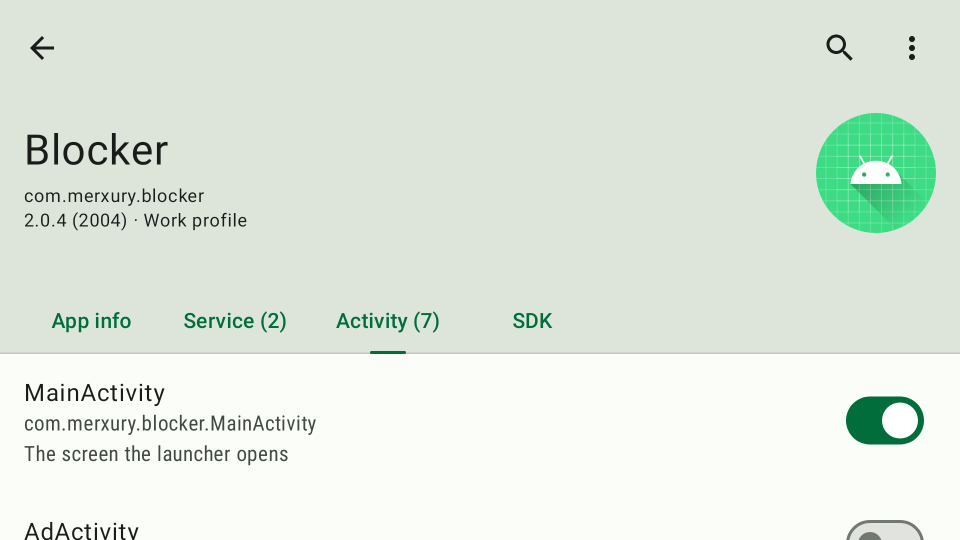 Blocker
com.merxury.blocker
2.0.4 (2004) · Work profile
App info
Service (2)
Activity (7)
SDK
MainActivity
com.merxury.blocker.MainActivity
The screen the launcher opens
AdActivity